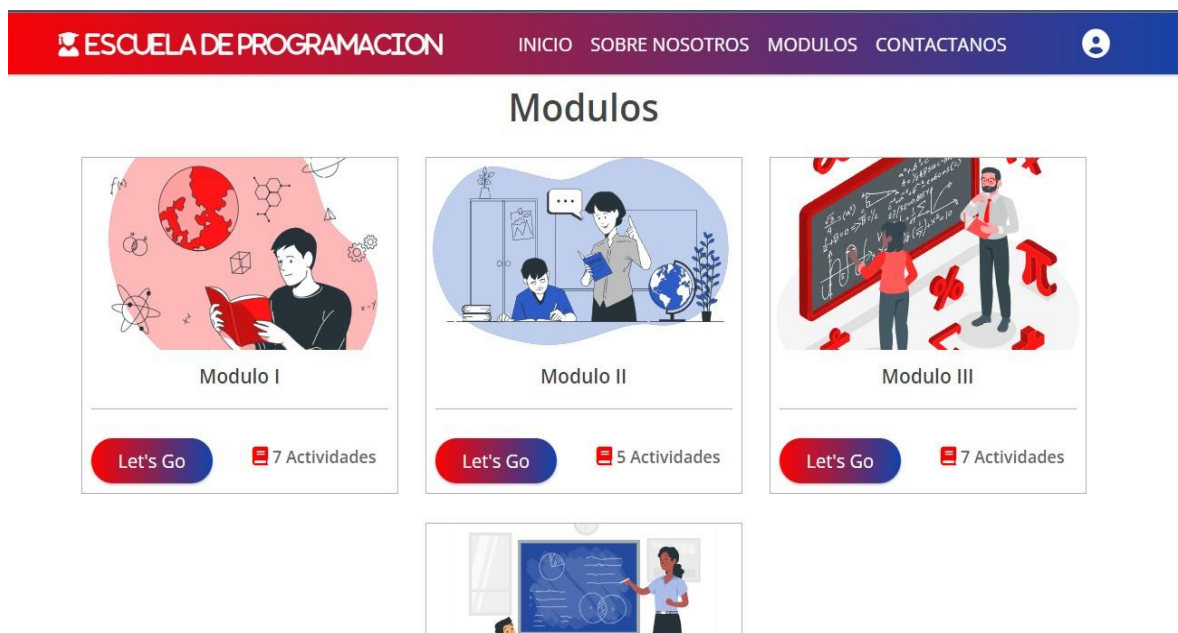 ESCUELA DE PROGRAMACION
INICIO SOBRE NOSOTROS MODULOS CONTACTANOS
Modulos
Modulo I
Let's Go
7 Actividades
Modulo II
Let's Go
5 Actividades
Modulo III
Let's Go
7 Actividades